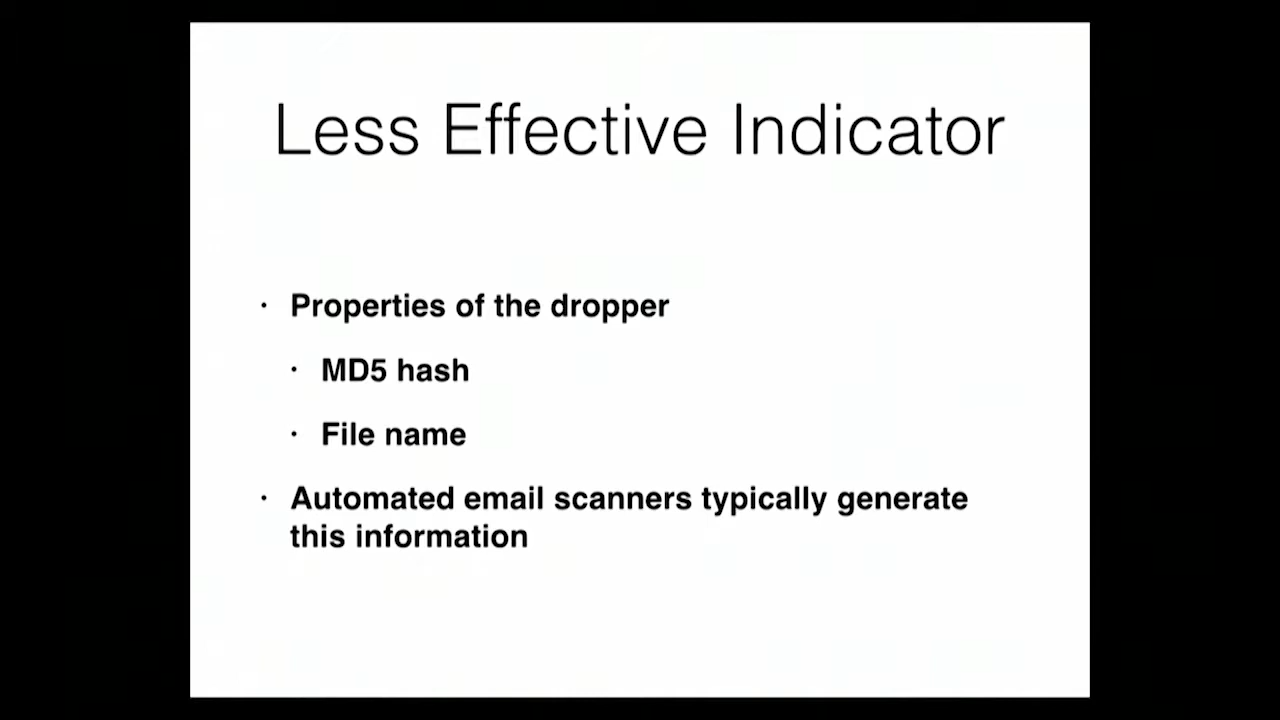 Less Effective Indicator
· Properties of the dropper
· MD5 hash
· File name
· Automated email scanners typically generate
this information